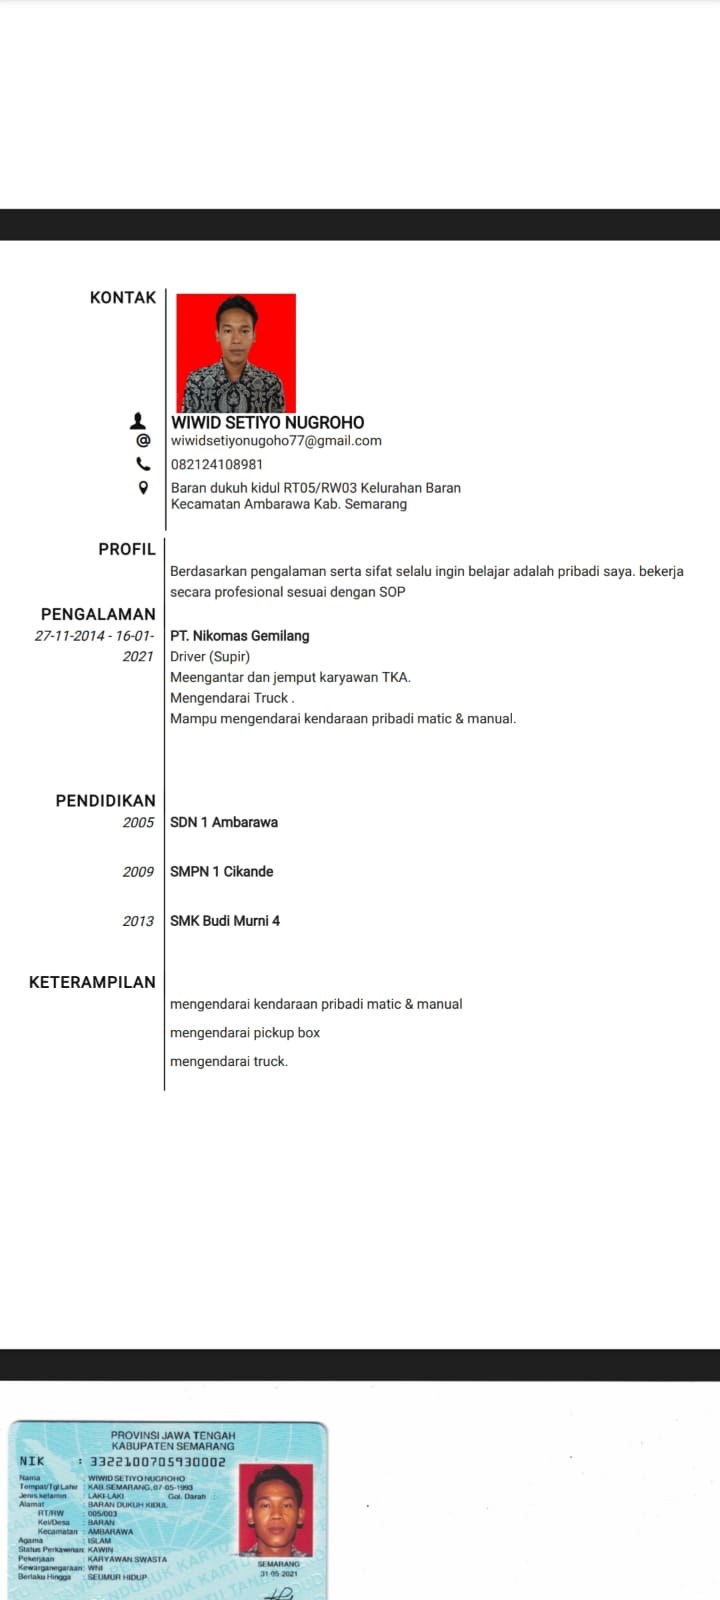 KONTAK
WIWID SETIYO NUGROHO
wiwidsetiyonugoho77@gmail.com
082124108981
Baran dukuh kidul RT05/RW03 Kelurahan Baran
Kecamatan Ambarawa Kab. Semarang
PROFIL
Berdasarkan pengalaman serta sifat selalu ingin belajar adalah pribadi saya. bekerja
secara profesional sesuai dengan SOP
PENGALAMAN
27-11-2014 - 16-01-
2021
PT. Nikomas Gemilang
Driver (Supir)
Meengantar dan jemput karyawan TKA.
Mengendarai Truck .
Mampu mengendarai kendaraan pribadi matic & manual.
PENDIDIKAN
2005 SDN 1 Ambarawa
2009 SMPN 1 Cikande
2013 SMK Budi Murni 4
KETERAMPILAN
mengendarai kendaraan pribadi matic & manual
mengendarai pickup box
mengendarai truck.
PROVINSI JAWA TENGAH
KABUPATEN SEMARANG
NIK : 3322100705930002
Nama : WIWID SETIYO NUGROHO
Tempat/Tgl Lahir : KAB. SEMARANG, 07-05-1993
Jenis kelamin : LAKI-LAKI Gol. Darah :
Alamat : BARAN DUKUH KIDUL
RT/RW : 005/003
Kel/Desa : BARAN
Kecamatan : AMBARAWA
Agama : ISLAM
Status Perkawinan: KAWIN
Pekerjaan : KARYAWAN SWASTA
Kewarganegaraan: WNI
Berlaku Hingga : SEUMUR HIDUP
SEMARANG
31-05-2021